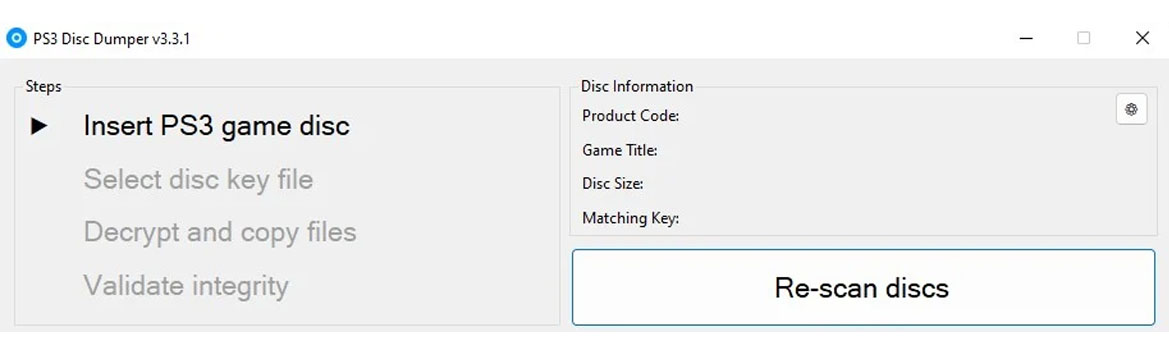 PS3 Disc Dumper v3.3.1
Steps
Insert PS3 game disc
Select disc key file
Decrypt and copy files
Validate integrity
Disc Information
Product Code:
Game Title:
Disc Size:
Matching Key:
Re-scan discs